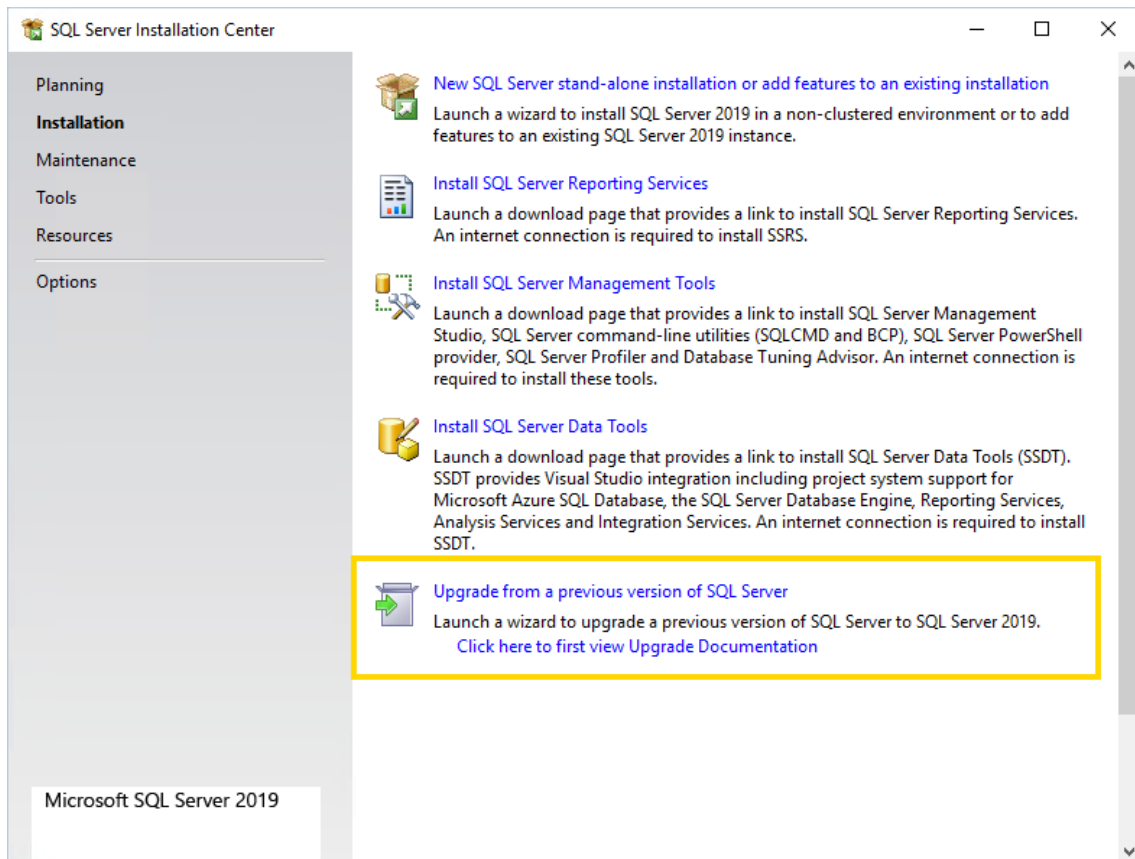 SQL Server Installation Center
Planning
Installation
Maintenance
Tools
Resources
Options
New SQL Server stand-alone installation or add features to an existing installation
Launch a wizard to install SQL Server 2019 in a non-clustered environment or to add
features to an existing SQL Server 2019 instance.
Install SQL Server Reporting Services
Launch a download page that provides a link to install SQL Server Reporting Services.
An internet connection is required to install SSRS.
Install SQL Server Management Tools
Launch a download page that provides a link to install SQL Server Management
Studio, SQL Server command-line utilities (SQLCMD and BCP), SQL Server PowerShell
provider, SQL Server Profiler and Database Tuning Advisor. An internet connection is
required to install these tools.
Install SQL Server Data Tools
Launch a download page that provides a link to install SQL Server Data Tools (SSDT).
SSDT provides Visual Studio integration including project system support for
Microsoft Azure SQL Database, the SQL Server Database Engine, Reporting Services,
Analysis Services and Integration Services. An internet connection is required to install
SSDT.
Upgrade from a previous version of SQL Server
Launch a wizard to upgrade a previous version of SQL Server to SQL Server 2019.
Click here to first view Upgrade Documentation
Microsoft SQL Server 2019